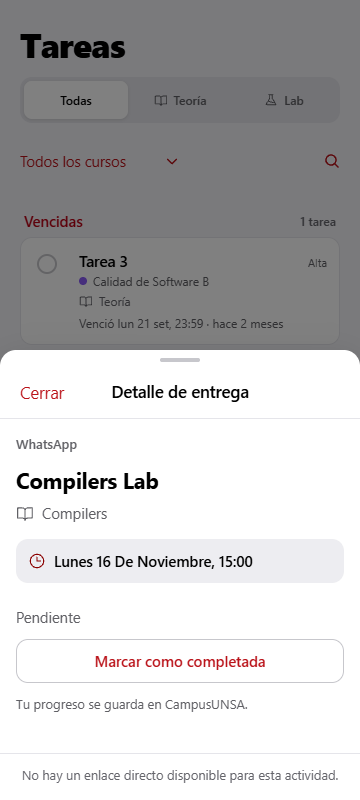 Tareas
Todas
Teoría
Lab
Todos los cursos
Vencidas
1 tarea
Tarea 3
Alta
Calidad de Software B
Teoría
Venció lun 21 set, 23:59 · hace 2 meses
Cerrar
Detalle de entrega
WhatsApp
Compilers Lab
Compilers
Lunes 16 De Noviembre, 15:00
Pendiente
Marcar como completada
Tu progreso se guarda en CampusUNSA.
No hay un enlace directo disponible para esta actividad.